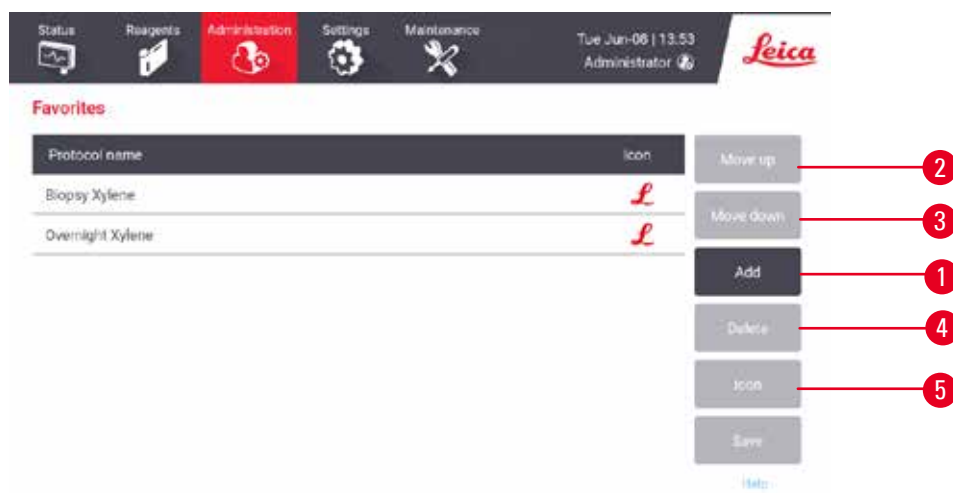 Status Reagents Administration Settings Maintenance
Tue Jun-06 | 13:53
Administrator
Leica
Favorites
Protocol name Icon
Move up
2
Biopsy Xylene L
Move down
3
Overnight Xylene L
Add
1
Delete
4
Icon
5
Save
Help